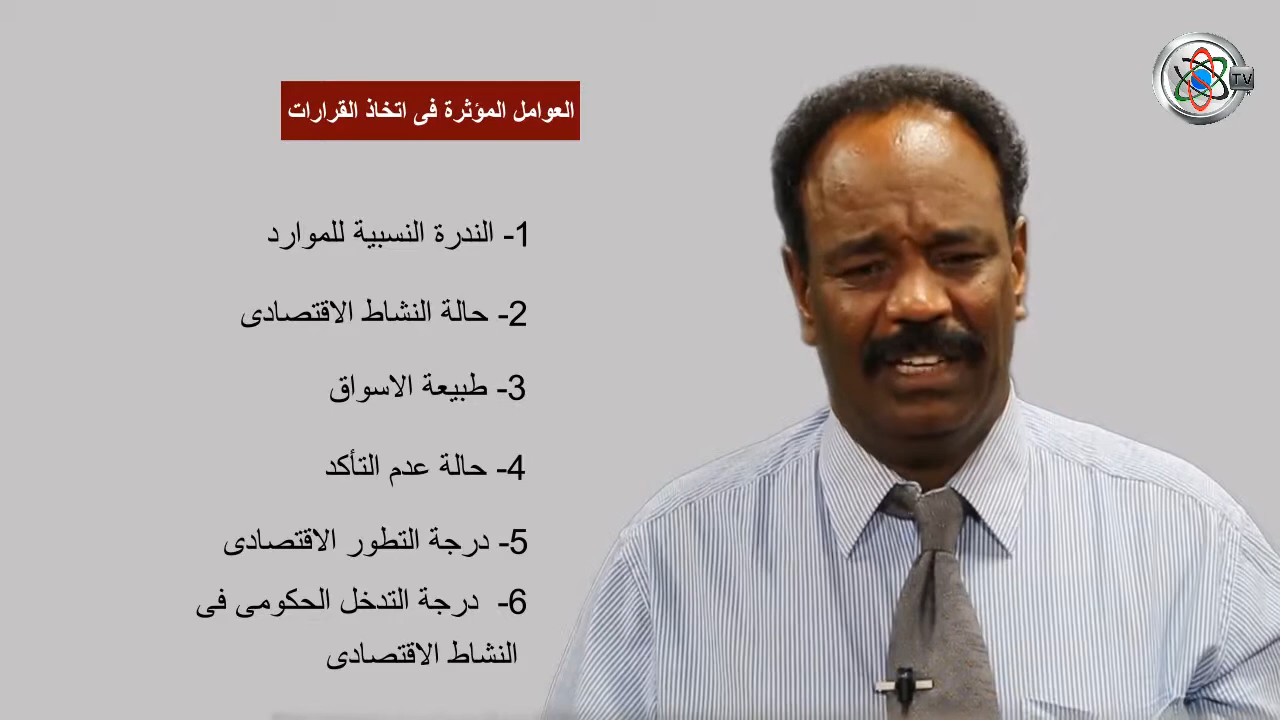 TV
العوامل المؤثرة فى اتخاذ القرارات
1- الندرة النسبية للموارد
2- حالة النشاط الاقتصادى
3- طبيعة الاسواق
4- حالة عدم التأكد
5- درجة التطور الاقتصادى
6- درجة التدخل الحكومى فى
النشاط الاقتصادى